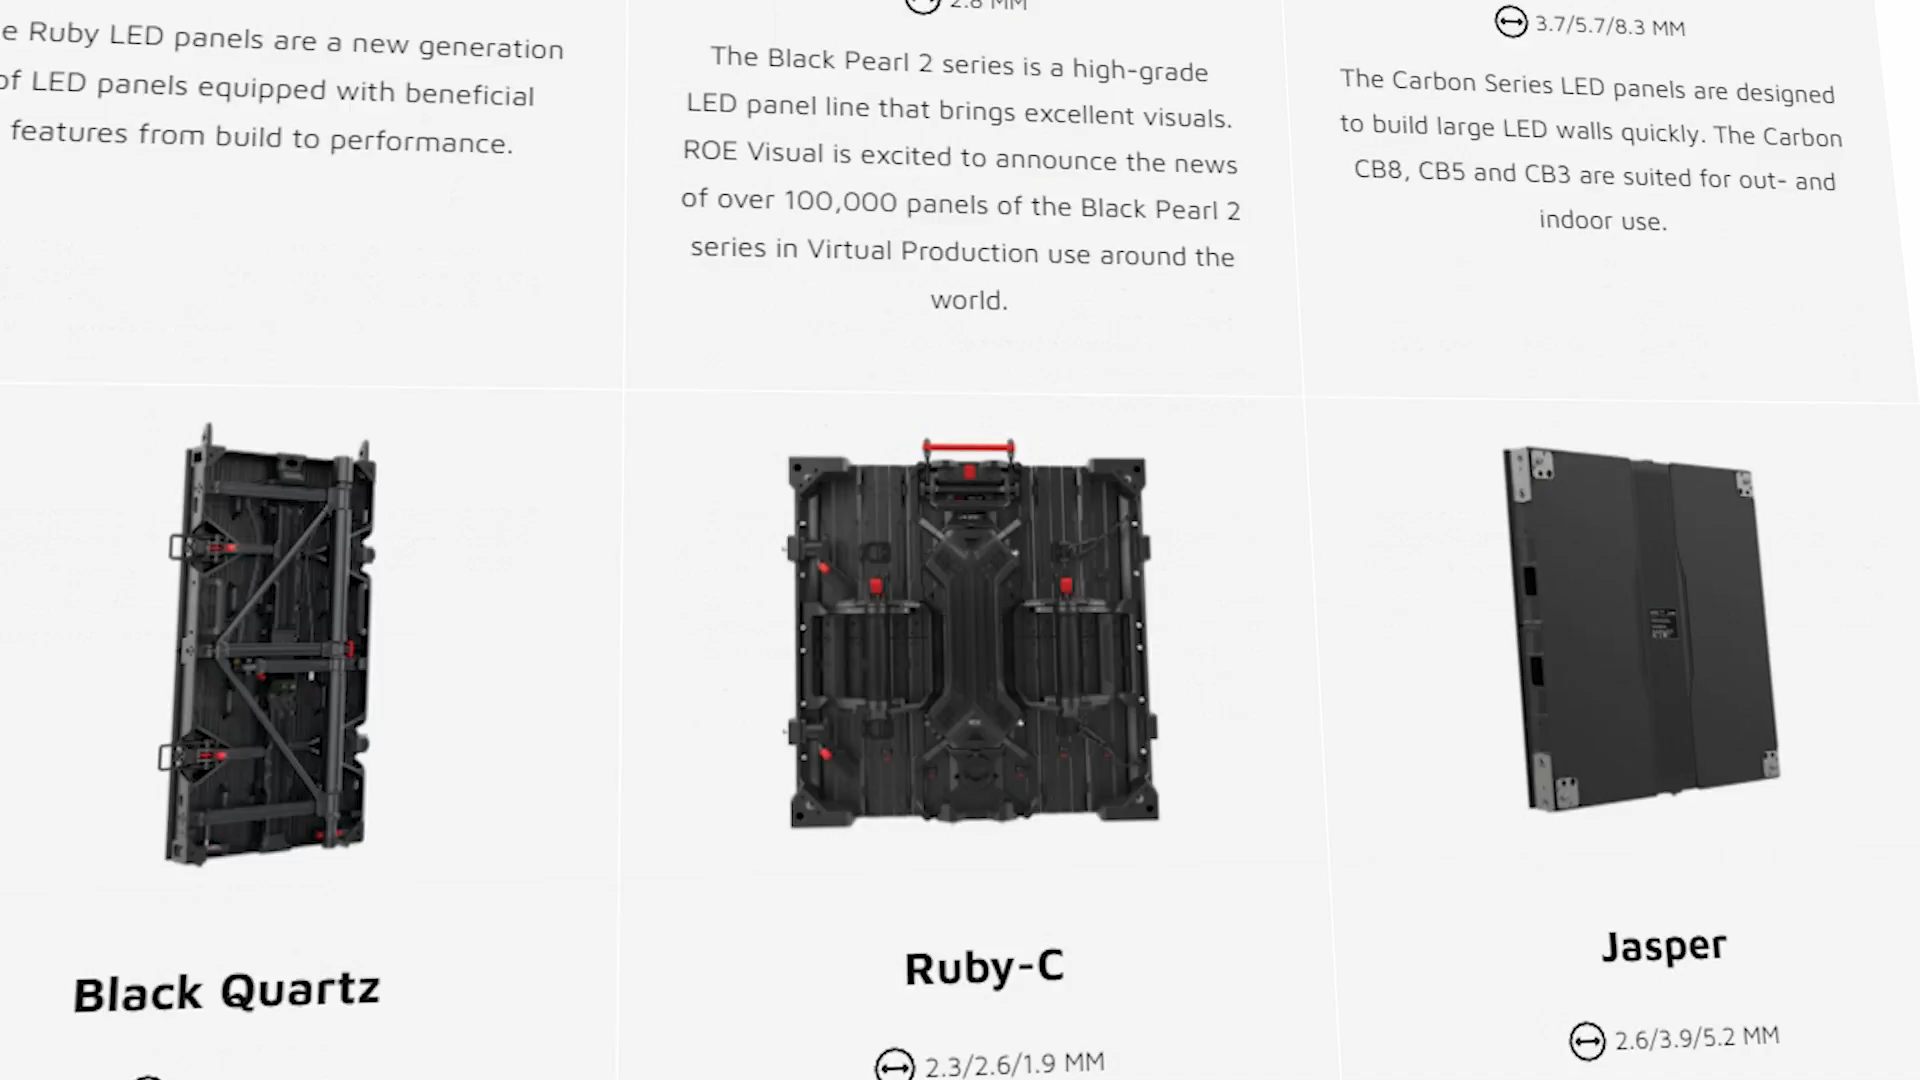 e Ruby LED panels are a new generation
of LED panels equipped with beneficial
features from build to performance.
2.8 MM
The Black Pearl 2 series is a high-grade
LED panel line that brings excellent visuals.
ROE Visual is excited to announce the news
of over 100,000 panels of the Black Pearl 2
series in Virtual Production use around the
world.
3.7/5.7/8.3 MM
The Carbon Series LED panels are designed
to build large LED walls quickly. The Carbon
CB8, CB5 and CB3 are suited for out- and
indoor use.
Black Quartz
Ruby-C
2.3/2.6/1.9 MM
Jasper
2.6/3.9/5.2 MM